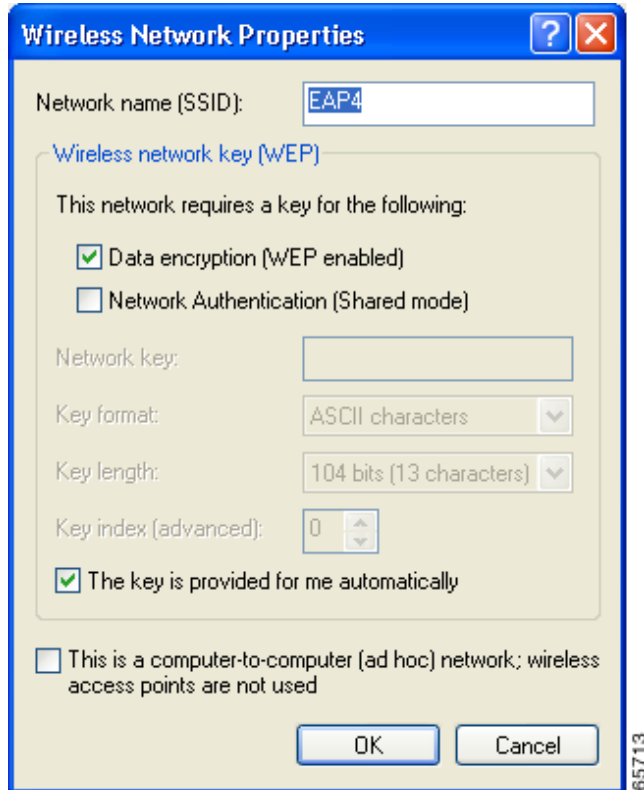 Wireless Network Properties
?
Network name (SSID):
EAP4
Wireless network key (WEP)
This network requires a key for the following:
Data encryption (WEP enabled)
Network Authentication (Shared mode)
Network key:
Key format:
ASCII characters
Key length:
104 bits (13 characters)
Key index (advanced):
0
The key is provided for me automatically
This is a computer-to-computer (ad hoc) network; wireless
access points are not used
OK
Cancel
65713